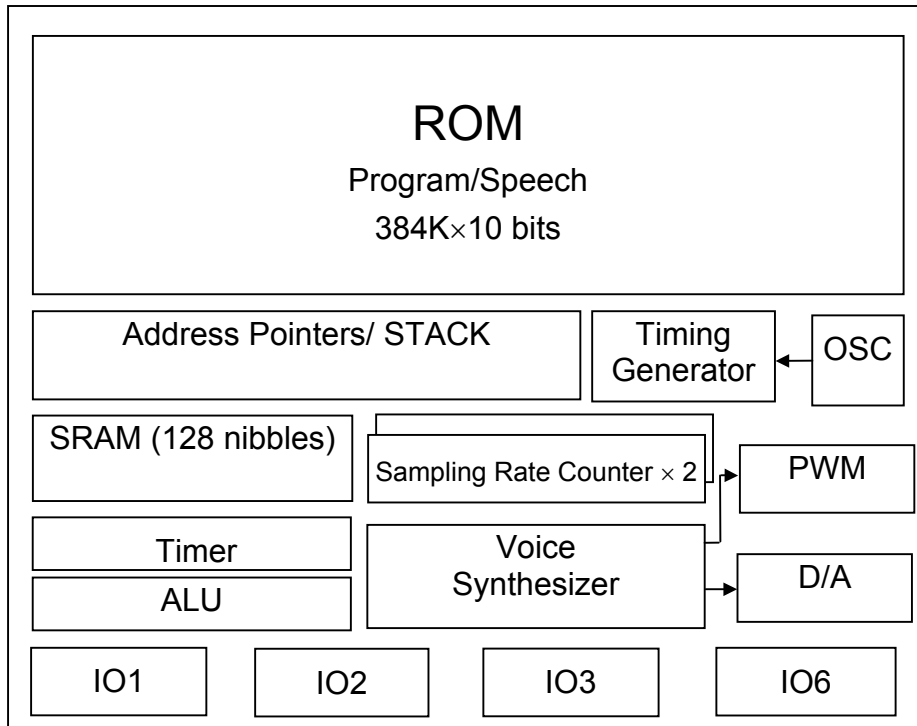 ROM
Program/Speech
384K×10 bits
Address Pointers/ STACK
Timing
Generator
OSC
SRAM (128 nibbles)
Sampling Rate Counter × 2
PWM
Timer
Voice
Synthesizer
D/A
ALU
IO1
IO2
IO3
IO6